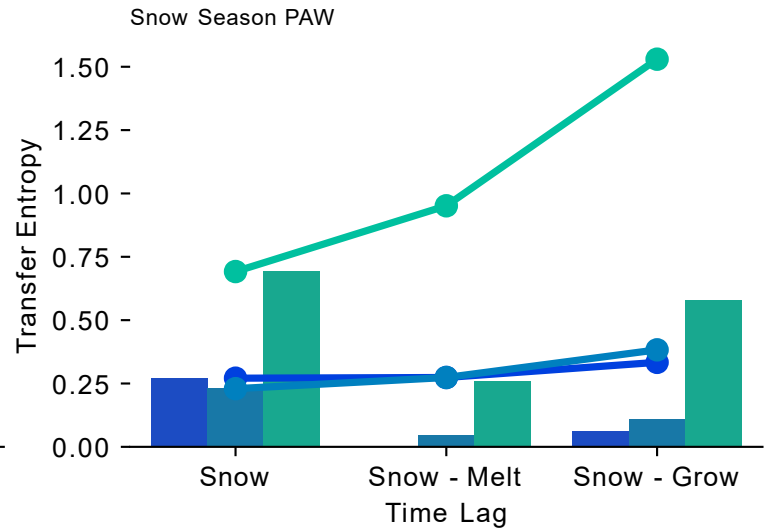 Snow Season PAW
1.50
1.25
1.00
0.75
0.50
0.25
0.00
Transfer Entropy
Snow
Snow - Melt
Snow - Grow
Time Lag